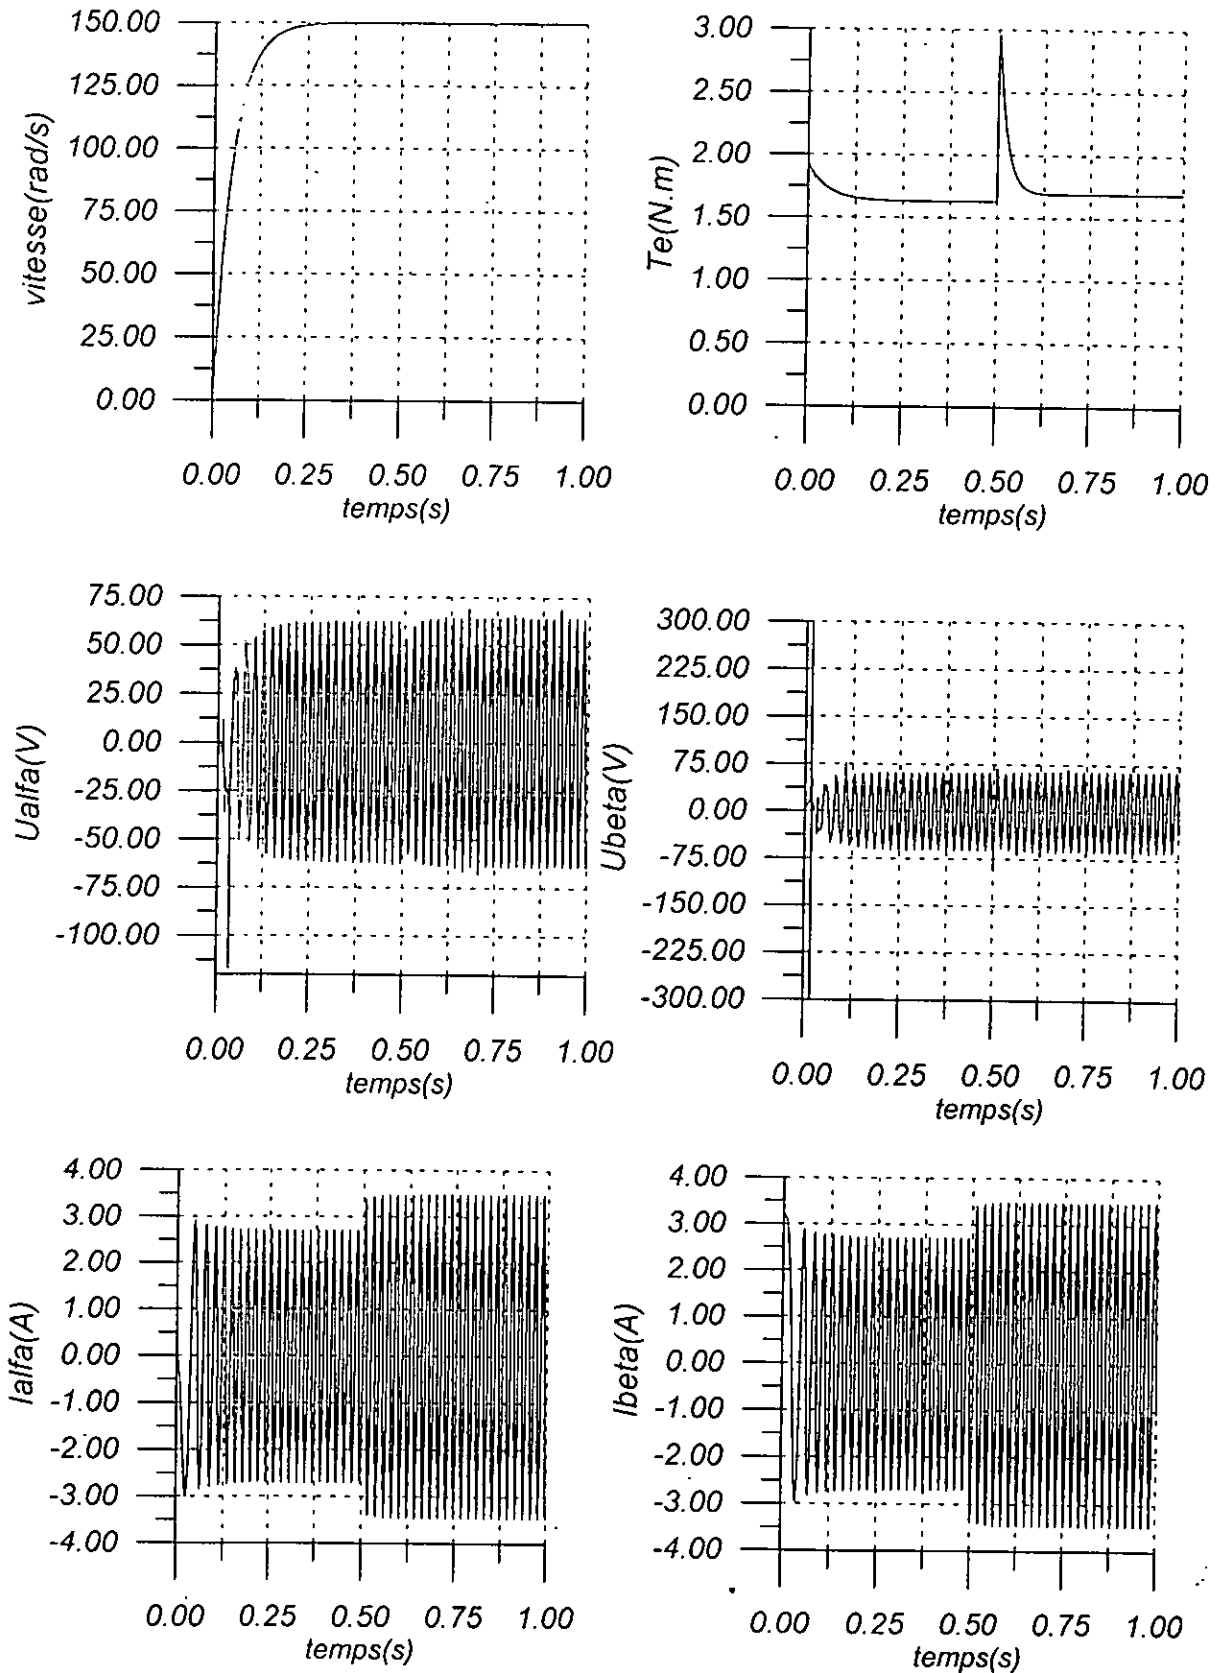 150.00
125.00
100.00
75.00
50.00
25.00
0.00
vitesse(rad/s)
0.00 0.25 0.50 0.75 1.00
temps(s)
3.00
2.50
2.00
1.50
1.00
0.50
0.00
Te(N.m)
0.00 0.25 0.50 0.75 1.00
temps(s)
75.00
50.00
25.00
0.00
-25.00
-50.00
-75.00
-100.00
Ualfa(V)
0.00 0.25 0.50 0.75 1.00
temps(s)
300.00
225.00
150.00
75.00
0.00
-75.00
-150.00
-225.00
-300.00
Ubeta(V)
0.00 0.25 0.50 0.75 1.00
temps(s)
4.00
3.00
2.00
1.00
0.00
-1.00
-2.00
-3.00
-4.00
Ialfa(A)
0.00 0.25 0.50 0.75 1.00
temps(s)
4.00
3.00
2.00
1.00
0.00
-1.00
-2.00
-3.00
-4.00
Ibeta(A)
0.00 0.25 0.50 0.75 1.00
temps(s)